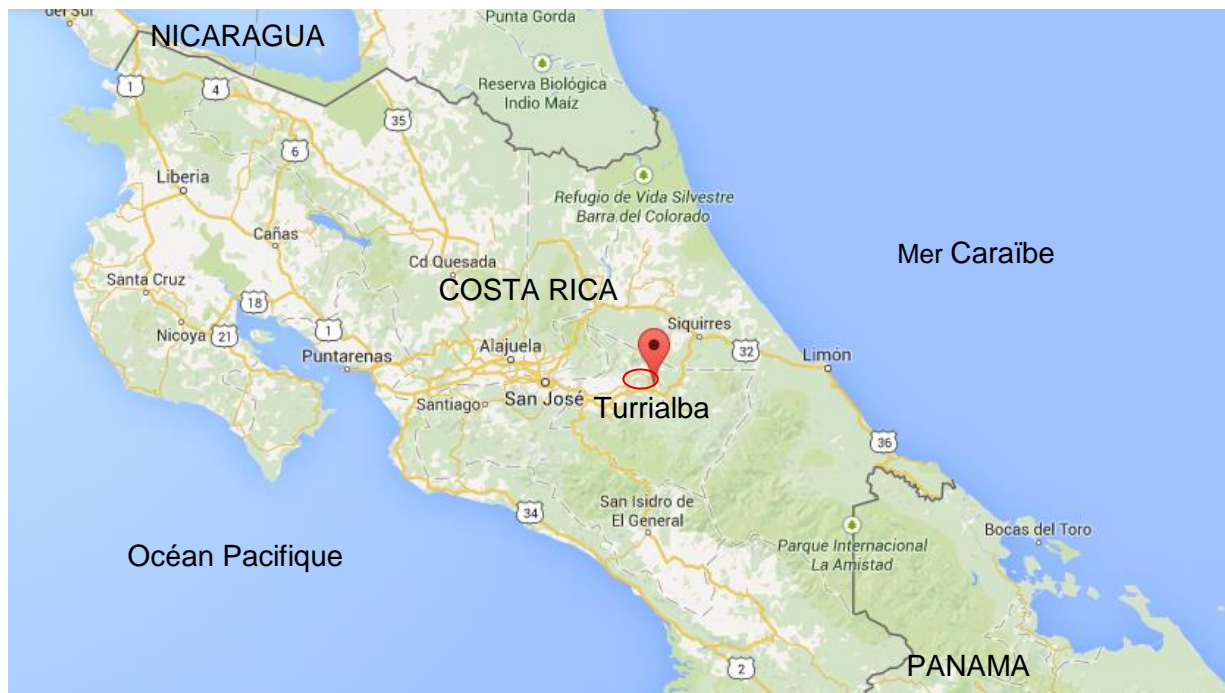 del Sur
NICARAGUA
Punta Gorda
Reserva Biológica
Indio Maíz
1
4
35
6
Liberia
Refugio de Vida Silvestre
Barra del Colorado
Cañas
Mer Caraïbe
Cd Quesada
Santa Cruz
COSTA RICA
18
Nicoya
21
1
Siquirres
Puntarenas
Alajuela
32
Limón
Santiago
San José
Turrialba
36
San Isidro de
El General
34
Bocas del Toro
Océan Pacifique
Parque Internacional
La Amistad
2
PANAMA